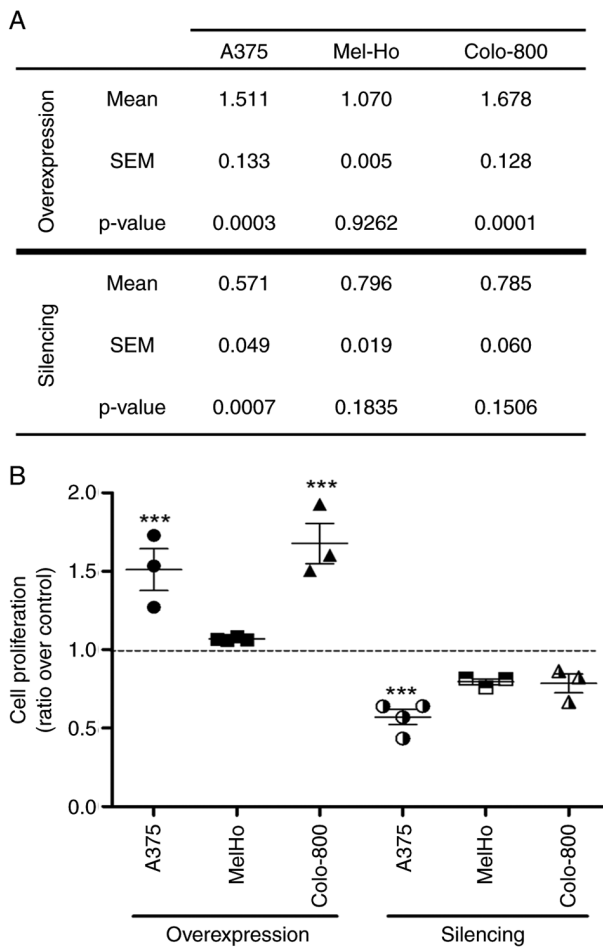 A
A375 Mel-Ho Colo-800
Overexpression
Mean 1.511 1.070 1.678
SEM 0.133 0.005 0.128
p-value 0.0003 0.9262 0.0001
Silencing
Mean 0.571 0.796 0.785
SEM 0.049 0.019 0.060
p-value 0.0007 0.1835 0.1506
B
Cell proliferation
(ratio over control)
2.0
1.5
1.0
0.5
0.0
*** *** ***
A375 MelHo Colo-800 A375 MelHo Colo-800
Overexpression Silencing